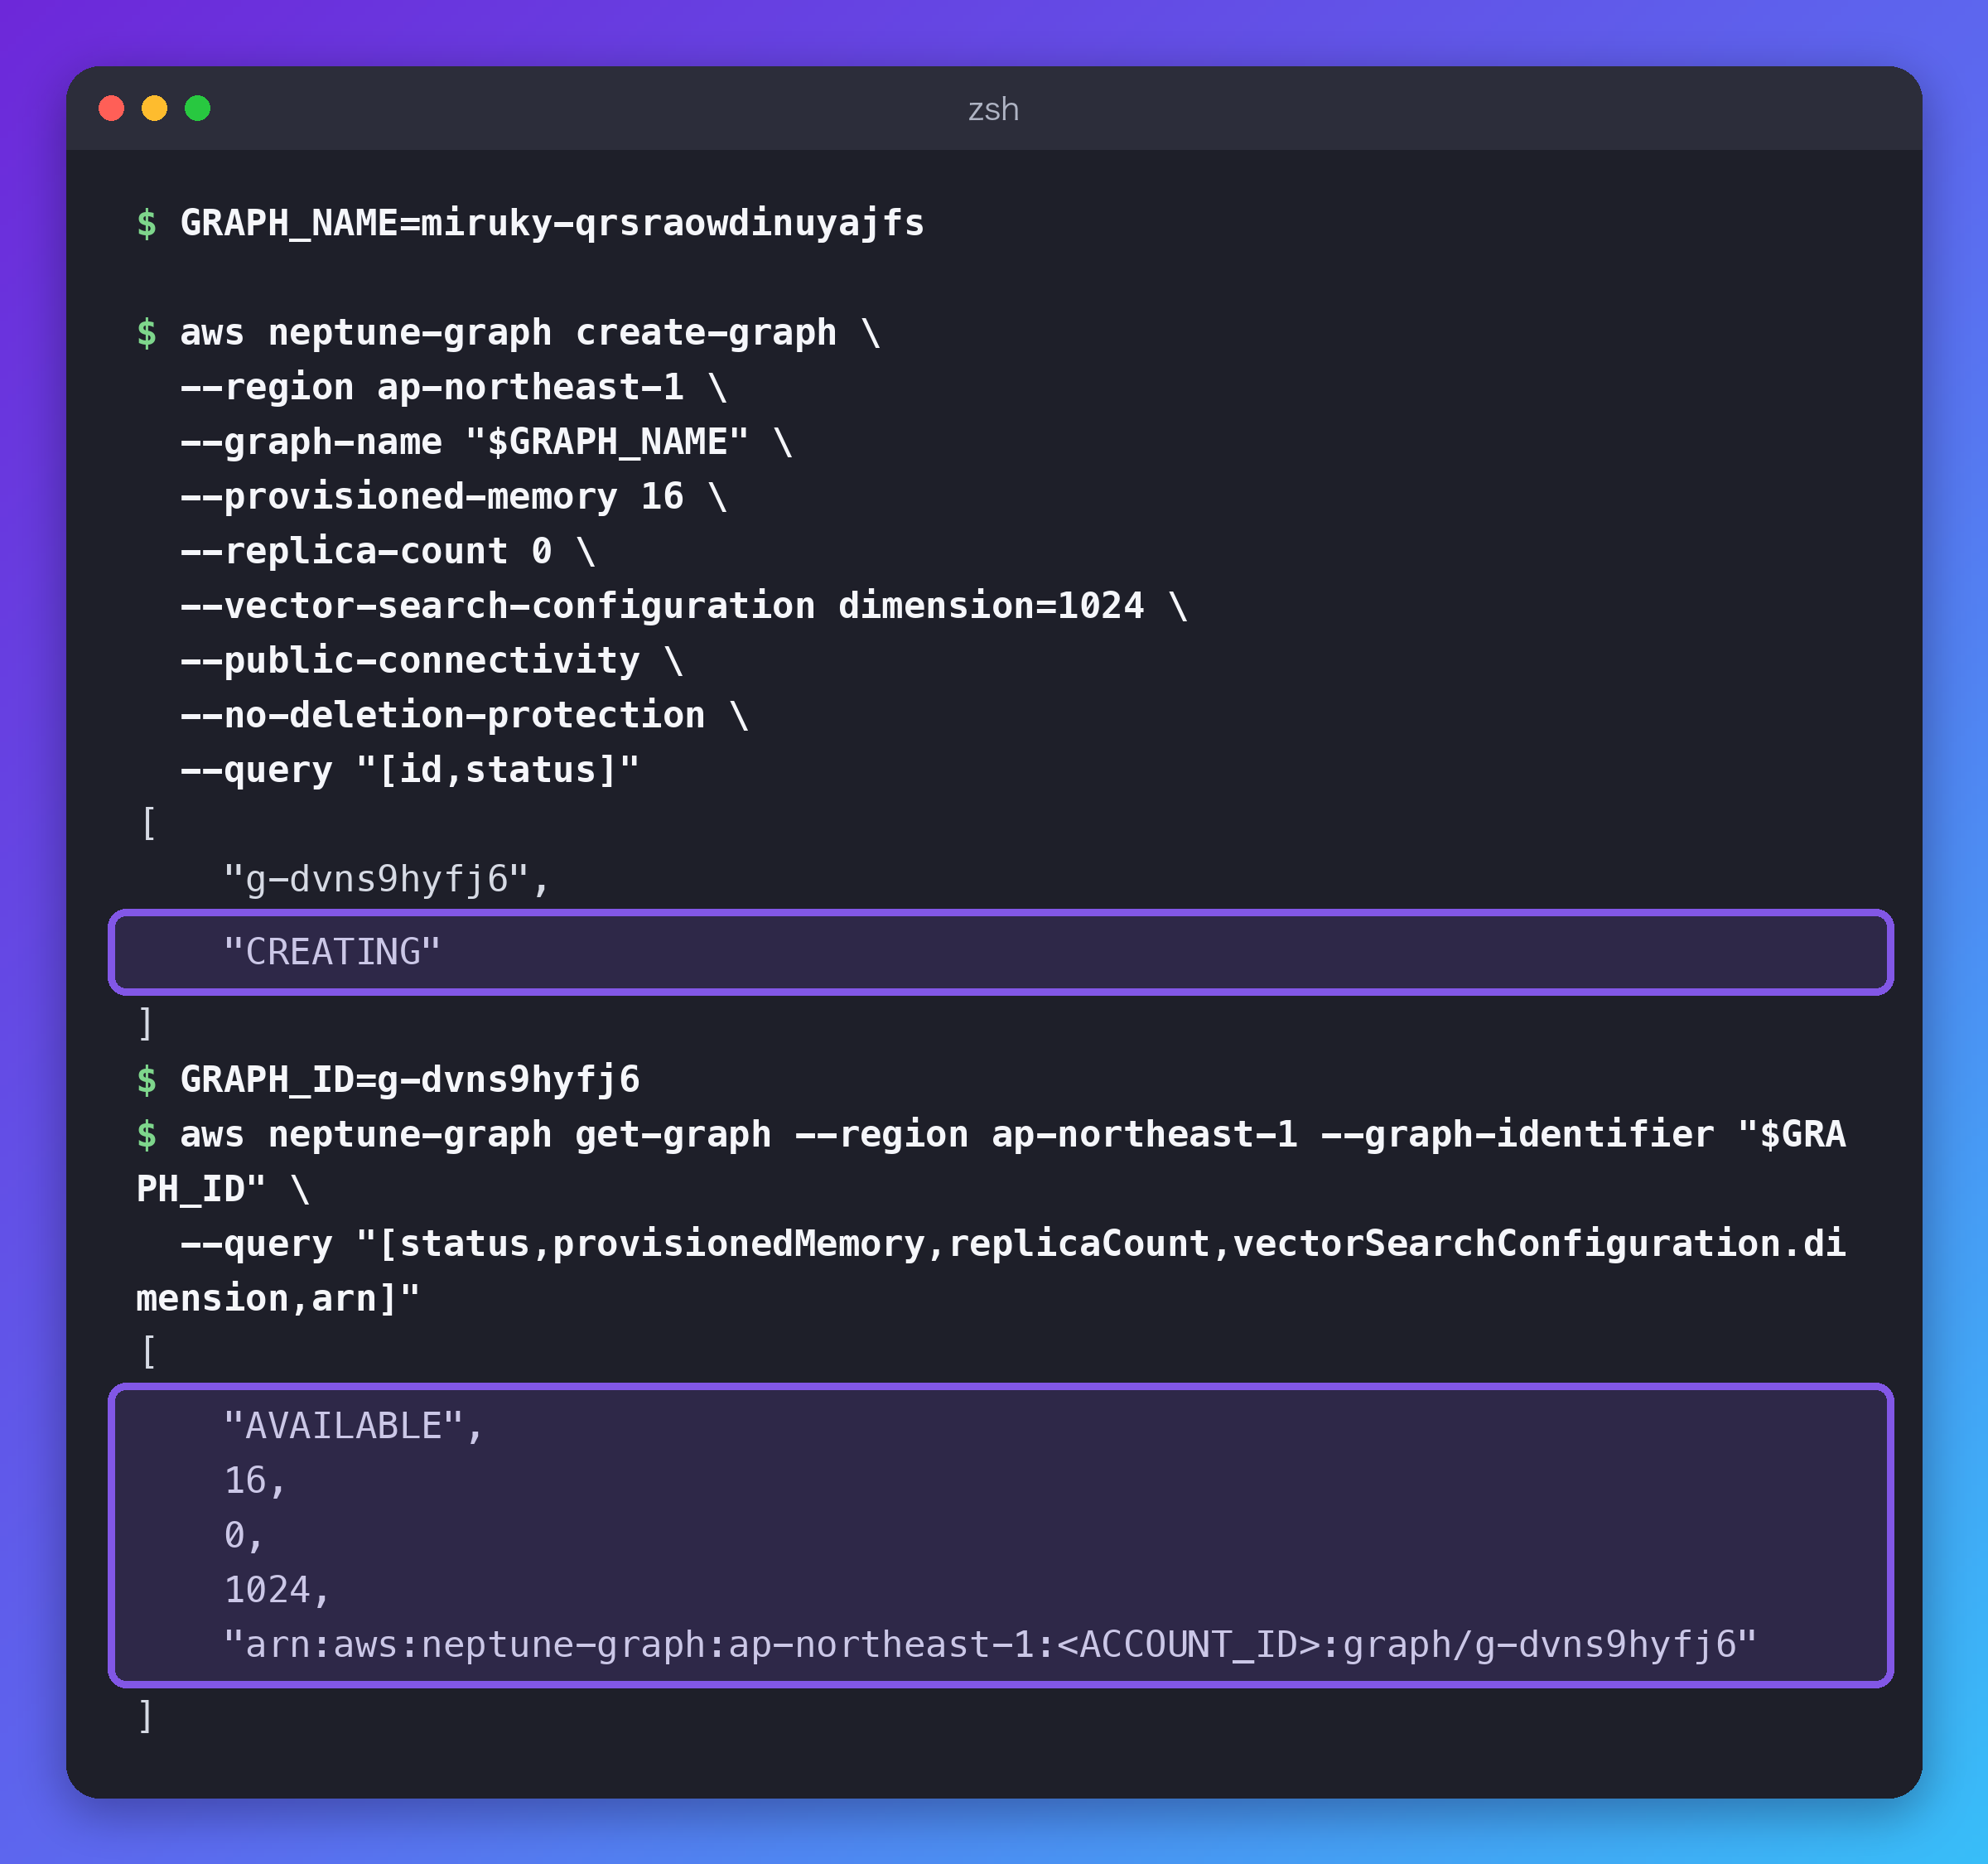 zsh
$ GRAPH_NAME=miruky-qrsraowdinuyajfs
$ aws neptune-graph create-graph \
  --region ap-northeast-1 \
  --graph-name "$GRAPH_NAME" \
  --provisioned-memory 16 \
  --replica-count 0 \
  --vector-search-configuration dimension=1024 \
  --public-connectivity \
  --no-deletion-protection \
  --query "[id,status]"
[
    "g-dvns9hyfj6",
    "CREATING"
]
$ GRAPH_ID=g-dvns9hyfj6
$ aws neptune-graph get-graph --region ap-northeast-1 --graph-identifier "$GRA
PH_ID" \
  --query "[status,provisionedMemory,replicaCount,vectorSearchConfiguration.di
mension,arn]"
[
    "AVAILABLE",
    16,
    0,
    1024,
    "arn:aws:neptune-graph:ap-northeast-1:<ACCOUNT_ID>:graph/g-dvns9hyfj6"
]